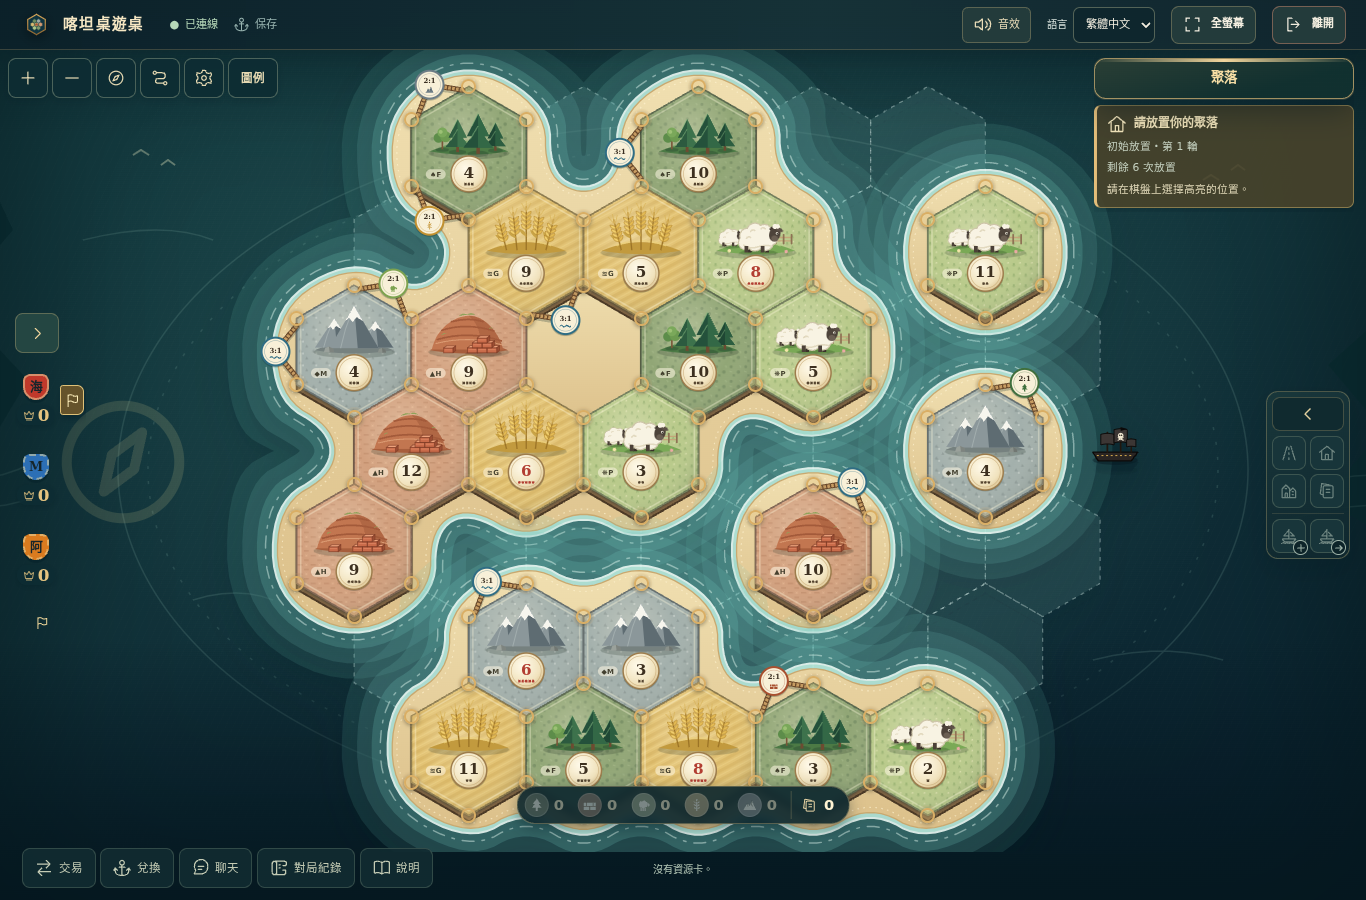 喀坦桌遊桌
已連線
保存
音效
語言
繁體中文
全螢幕
離開
圖例
聚落
請放置你的聚落
初始放置・第 1 輪
剩餘 6 次放置
請在棋盤上選擇高亮的位置。
2:1
♠F
4
3:1
♠F
10
2:1
≋G
9
≋G
5
❋P
8
❋P
11
2:1
3:1
3:1
◆M
4
▲H
9
♠F
10
❋P
5
2:1
▲H
12
≋G
6
❋P
3
◆M
4
3:1
▲H
9
▲H
10
3:1
◆M
6
◆M
3
2:1
≋G
11
♠F
5
≋G
8
♠F
3
❋P
2
海
0
M
0
阿
0
0
0
0
0
0
0
交易
兌換
聊天
對局紀錄
說明
沒有資源卡。